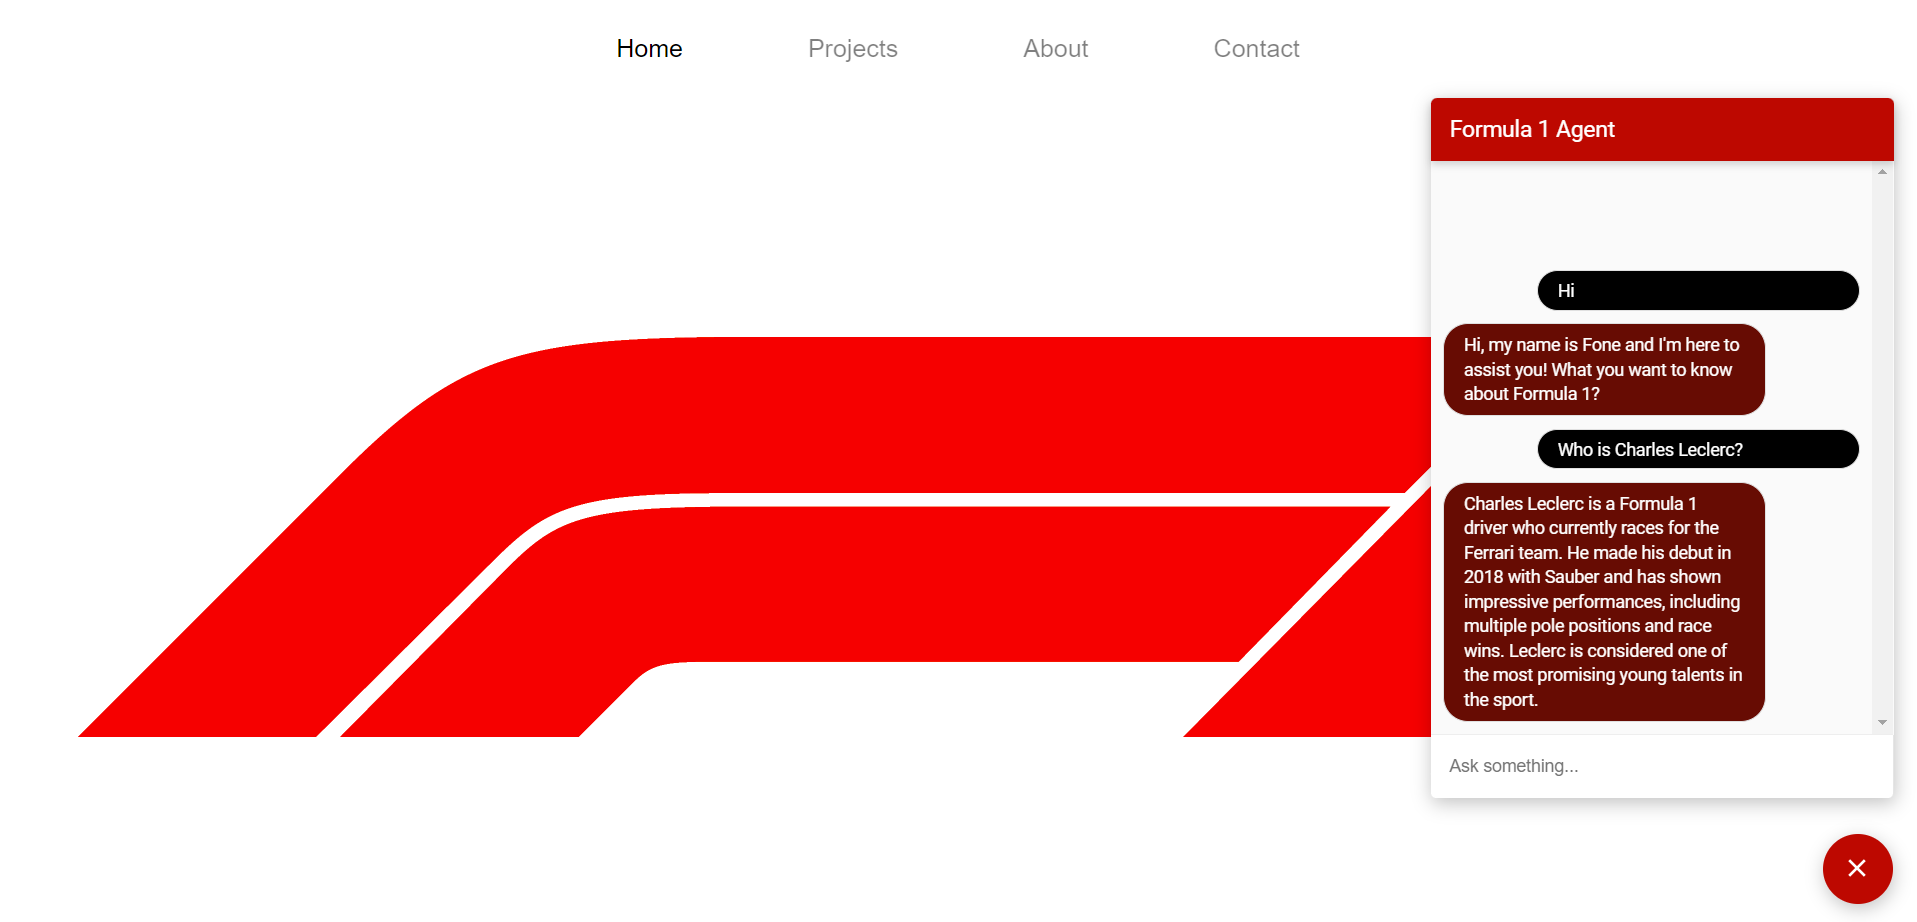 Home Projects About Contact
Formula 1 Agent
Hi
Hi, my name is Fone and I'm here to
assist you! What you want to know
about Formula 1?
Who is Charles Leclerc?
Charles Leclerc is a Formula 1
driver who currently races for the
Ferrari team. He made his debut in
2018 with Sauber and has shown
impressive performances, including
multiple pole positions and race
wins. Leclerc is considered one of
the most promising young talents in
the sport.
Ask something...